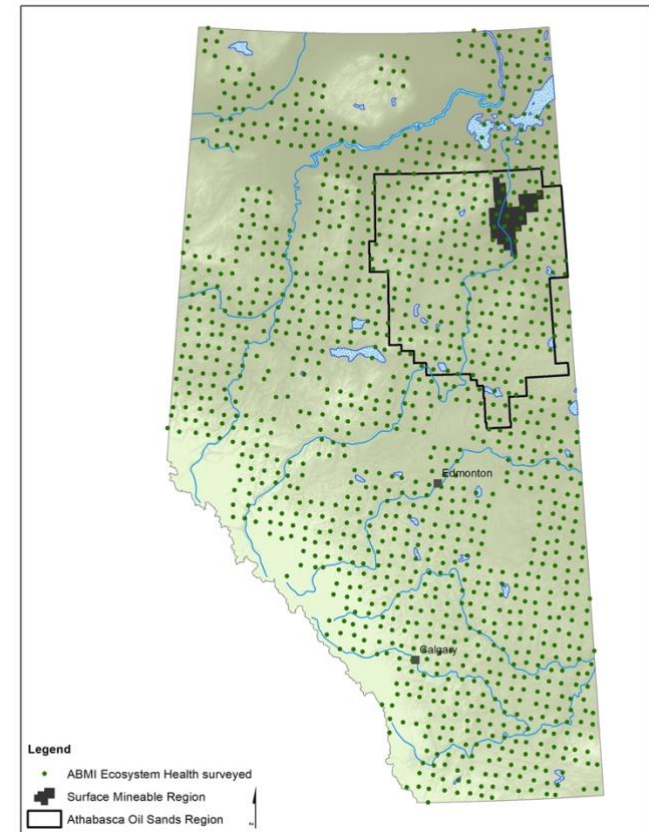 Edmonton
Calgary
Legend
ABMI Ecosystem Health surveyed
Surface Mineable Region
Athabasca Oil Sands Region